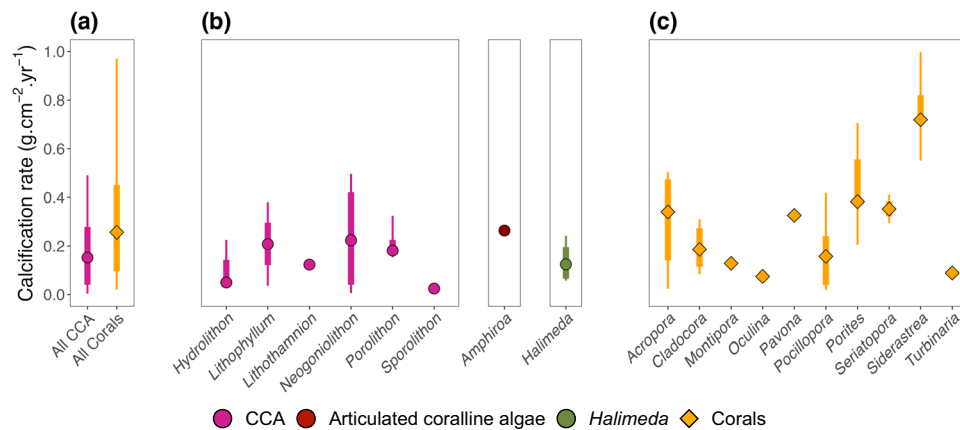 (a)
(b)
(c)
Calcification rate (g.cm⁻².yr⁻¹)
1.0
0.8
0.6
0.4
0.2
0.0
All CCA
All Corals
Hydrolithon
Lithophyllum
Lithothamnion
Neogoniolithon
Porolithon
Sporolithon
Amphiroa
Halimeda
Acropora
Cladocora
Montipora
Oculina
Pavona
Pocillopora
Porites
Seriatopora
Siderastrea
Turbinaria
CCA Articulated coralline algae Halimeda Corals